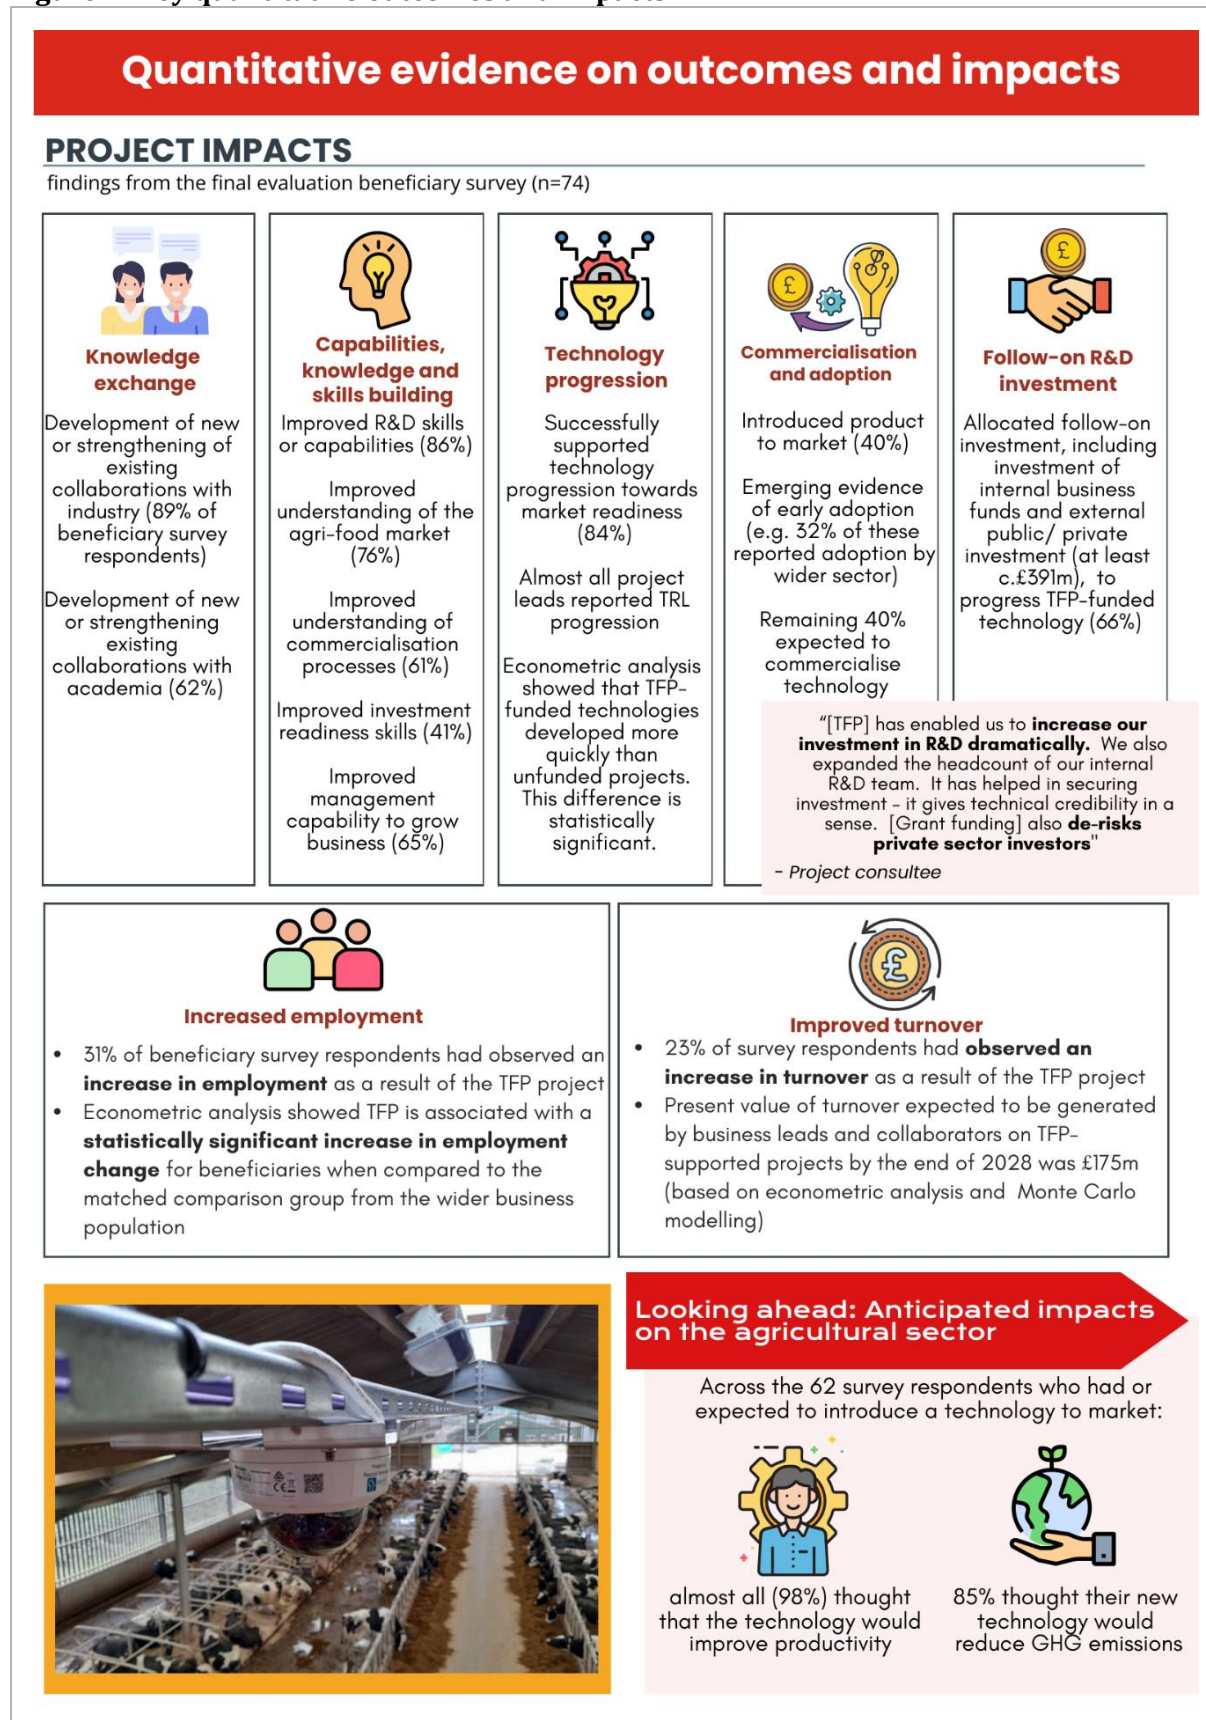 Quantitative evidence on outcomes and impacts
PROJECT IMPACTS
findings from the final evaluation beneficiary survey (n=74)
Knowledge
exchange
Development of new
or strengthening of
existing
collaborations with
industry (89% of
beneficiary survey
respondents)
Development of new
or strengthening
existing
collaborations with
academia (62%)
Capabilities,
knowledge and
skills building
Improved R&D skills
or capabilities (86%)
Improved
understanding of the
agri-food market
(76%)
Improved
understanding of
commercialisation
processes (61%)
Improved investment
readiness skills (41%)
Improved
management
capability to grow
business (65%)
Technology
progression
Successfully
supported
technology
progression towards
market readiness
(84%)
Almost all project
leads reported TRL
progression
Econometric analysis
showed that TFP-
funded technologies
developed more
quickly than
unfunded projects.
This difference is
statistically
significant.
Commercialisation
and adoption
Introduced product
to market (40%)
Emerging evidence
of early adoption
(e.g. 32% of these
reported adoption by
wider sector)
Remaining 40%
expected to
commercialise
technology
Follow-on R&D
investment
Allocated follow-on
investment, including
investment of
internal business
funds and external
public/ private
investment (at least
c.£391m), to
progress TFP-funded
technology (66%)
"[TFP] has enabled us to increase our
investment in R&D dramatically. We also
expanded the headcount of our internal
R&D team. It has helped in securing
investment - it gives technical credibility in a
sense. [Grant funding] also de-risks
private sector investors"
- Project consultee
Increased employment
• 31% of beneficiary survey respondents had observed an
increase in employment as a result of the TFP project
• Econometric analysis showed TFP is associated with a
statistically significant increase in employment
change for beneficiaries when compared to the
matched comparison group from the wider business
population
Improved turnover
• 23% of survey respondents had observed an
increase in turnover as a result of the TFP project
• Present value of turnover expected to be generated
by business leads and collaborators on TFP-
supported projects by the end of 2028 was £175m
(based on econometric analysis and Monte Carlo
modelling)
Looking ahead: Anticipated impacts
on the agricultural sector
Across the 62 survey respondents who had or
expected to introduce a technology to market:
almost all (98%) thought
that the technology would
improve productivity
85% thought their new
technology would
reduce GHG emissions